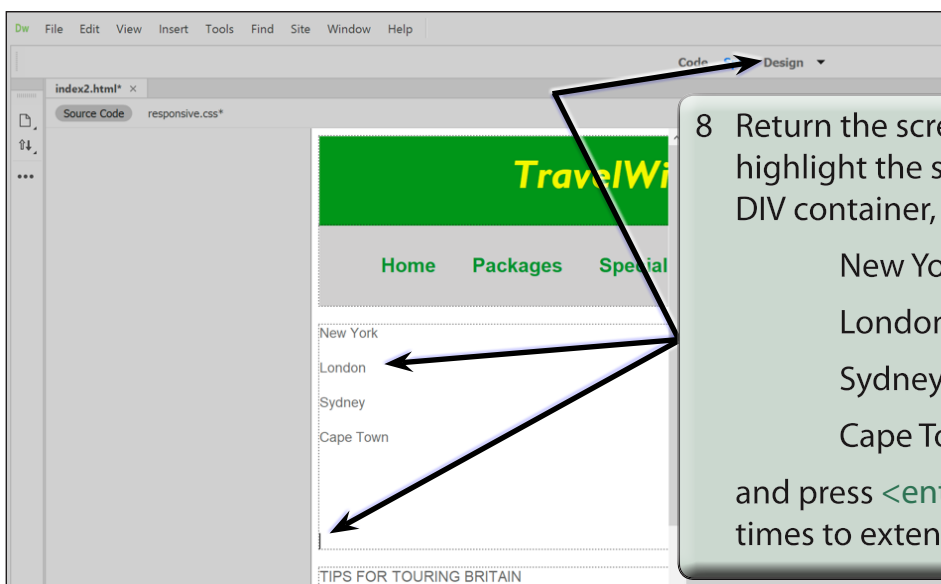 Dw File Edit View Insert Tools Find Site Window Help
Code Design
index2.html* ×
Source Code responsive.css*
TravelWi
Home Packages Special
New York
London
Sydney
Cape Town
TIPS FOR TOURING BRITAIN
8 Return the scre
highlight the s
DIV container,
New Yo
London
Sydney
Cape To
and press <ent
times to exten